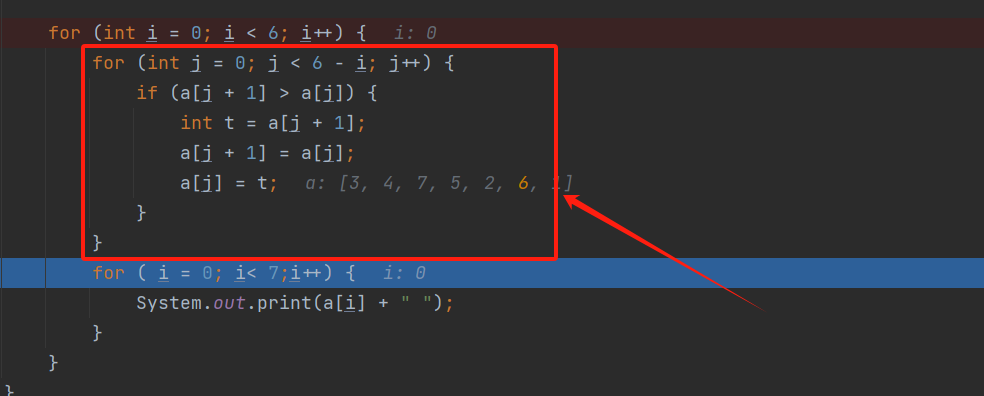 for (int i = 0; i < 6; i++) {   i: 0
for (int j = 0; j < 6 - i; j++) {
if (a[j + 1] > a[j]) {
int t = a[j + 1];
a[j + 1] = a[j];
a[j] = t;   a: [3, 4, 7, 5, 2, 6, 1]
}
}
for ( i = 0; i< 7;i++) {   i: 0
System.out.print(a[i] + " ");
}
}
}